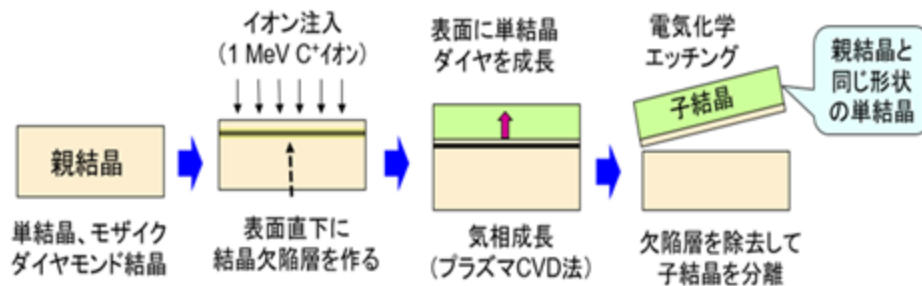 親結晶
単結晶、モザイク
ダイヤモンド結晶
イオン注入
(1 MeV C⁺イオン)
表面直下に
結晶欠陥層を作る
表面に単結晶
ダイヤを成長
気相成長
(プラズマCVD法)
電気化学
エッチング
子結晶
親結晶と
同じ形状
の単結晶
欠陥層を除去して
子結晶を分離